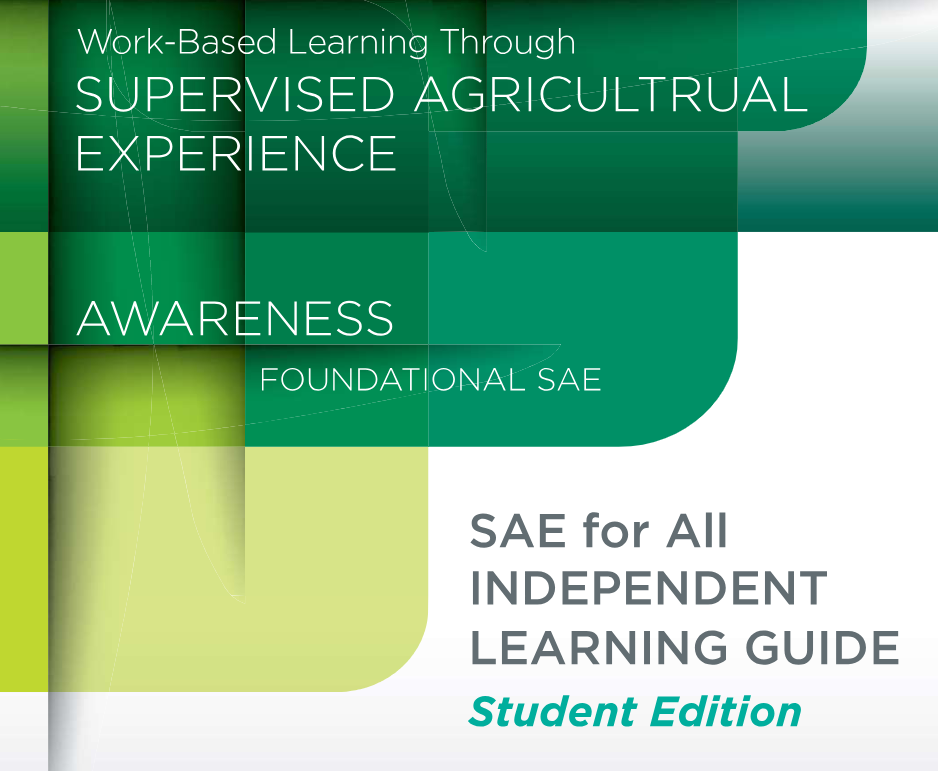 Work-Based Learning Through
SUPERVISED AGRICULTRUAL
EXPERIENCE
AWARENESS
FOUNDATIONAL SAE
SAE for All
INDEPENDENT
LEARNING GUIDE
Student Edition